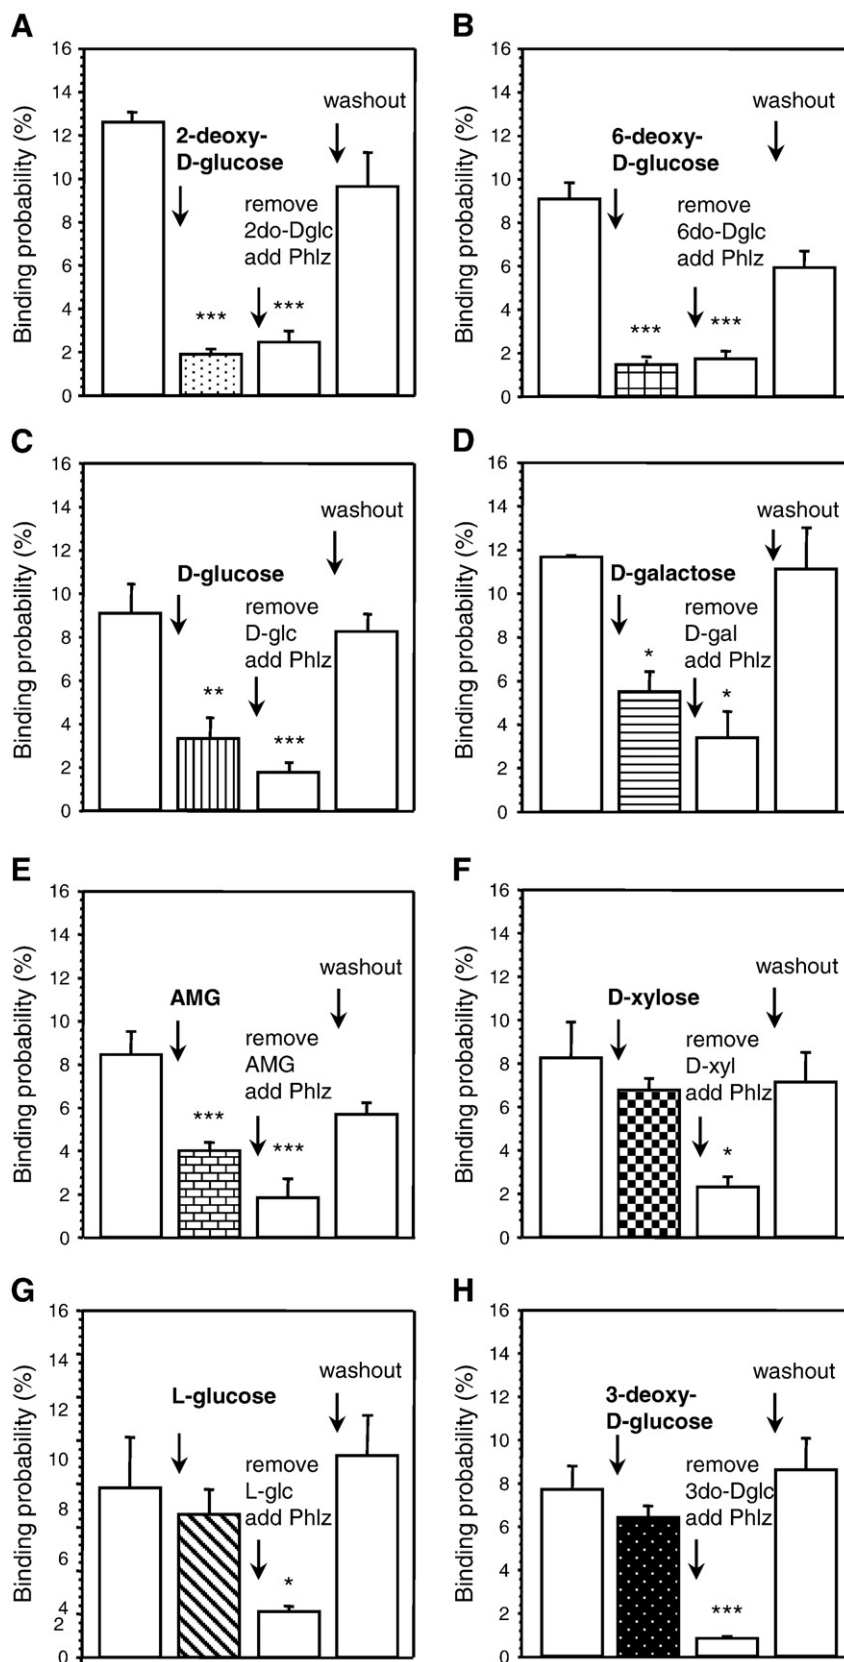 A
Binding probability (%)
16
14
12
10
8
6
4
2
0
2-deoxy-
D-glucose
***
remove
2do-Dglc
add Phlz
***
washout
B
Binding probability (%)
16
14
12
10
8
6
4
2
0
6-deoxy-
D-glucose
***
remove
6do-Dglc
add Phlz
***
washout
C
Binding probability (%)
16
14
12
10
8
6
4
2
0
D-glucose
**
remove
D-glc
add Phlz
***
washout
D
Binding probability (%)
16
14
12
10
8
6
4
2
0
D-galactose
*
remove
D-gal
add Phlz
*
washout
E
Binding probability (%)
16
14
12
10
8
6
4
2
0
AMG
***
remove
AMG
add Phlz
***
washout
F
Binding probability (%)
16
14
12
10
8
6
4
2
0
D-xylose
remove
D-xyl
add Phlz
*
washout
G
Binding probability (%)
16
14
12
10
8
6
4
2
0
L-glucose
remove
L-glc
add Phlz
*
washout
H
Binding probability (%)
16
14
12
10
8
6
4
2
0
3-deoxy-
D-glucose
remove
3do-Dglc
add Phlz
***
washout